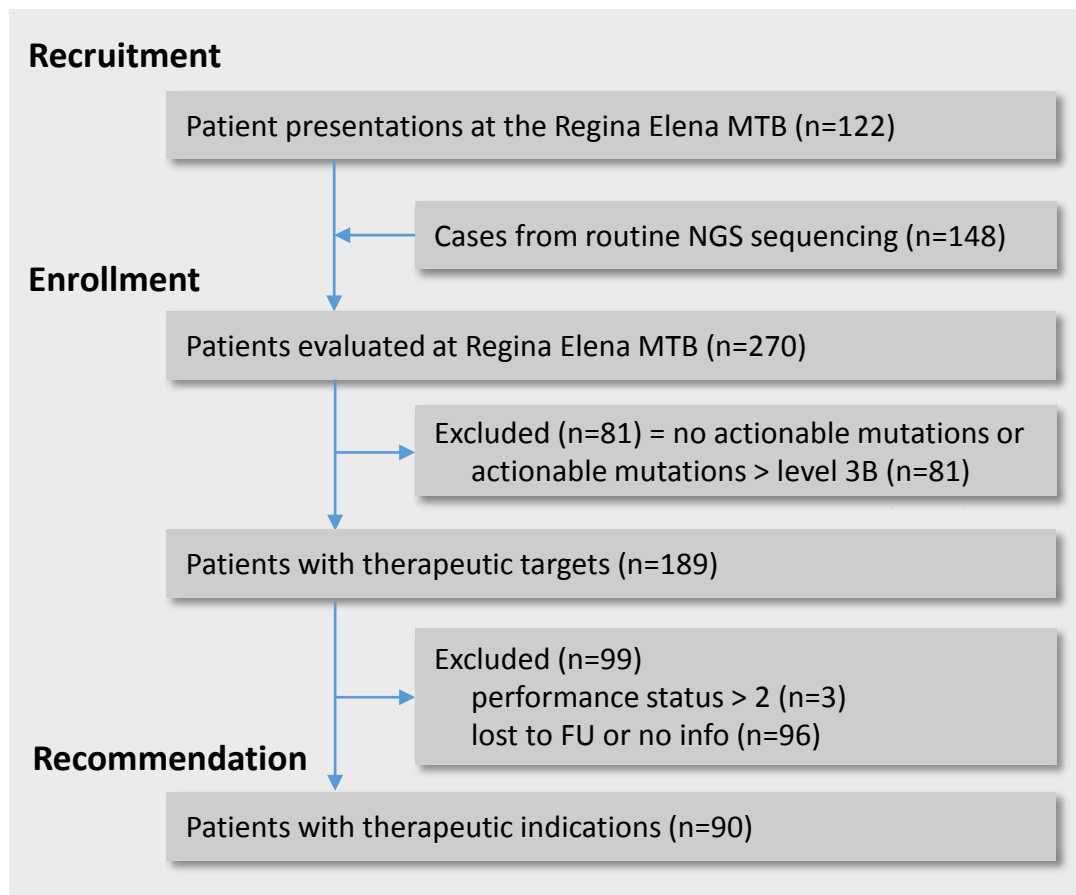 Recruitment
Patient presentations at the Regina Elena MTB (n=122)
Cases from routine NGS sequencing (n=148)
Enrollment
Patients evaluated at Regina Elena MTB (n=270)
Excluded (n=81) = no actionable mutations or
actionable mutations > level 3B (n=81)
Patients with therapeutic targets (n=189)
Excluded (n=99)
performance status > 2 (n=3)
lost to FU or no info (n=96)
Recommendation
Patients with therapeutic indications (n=90)